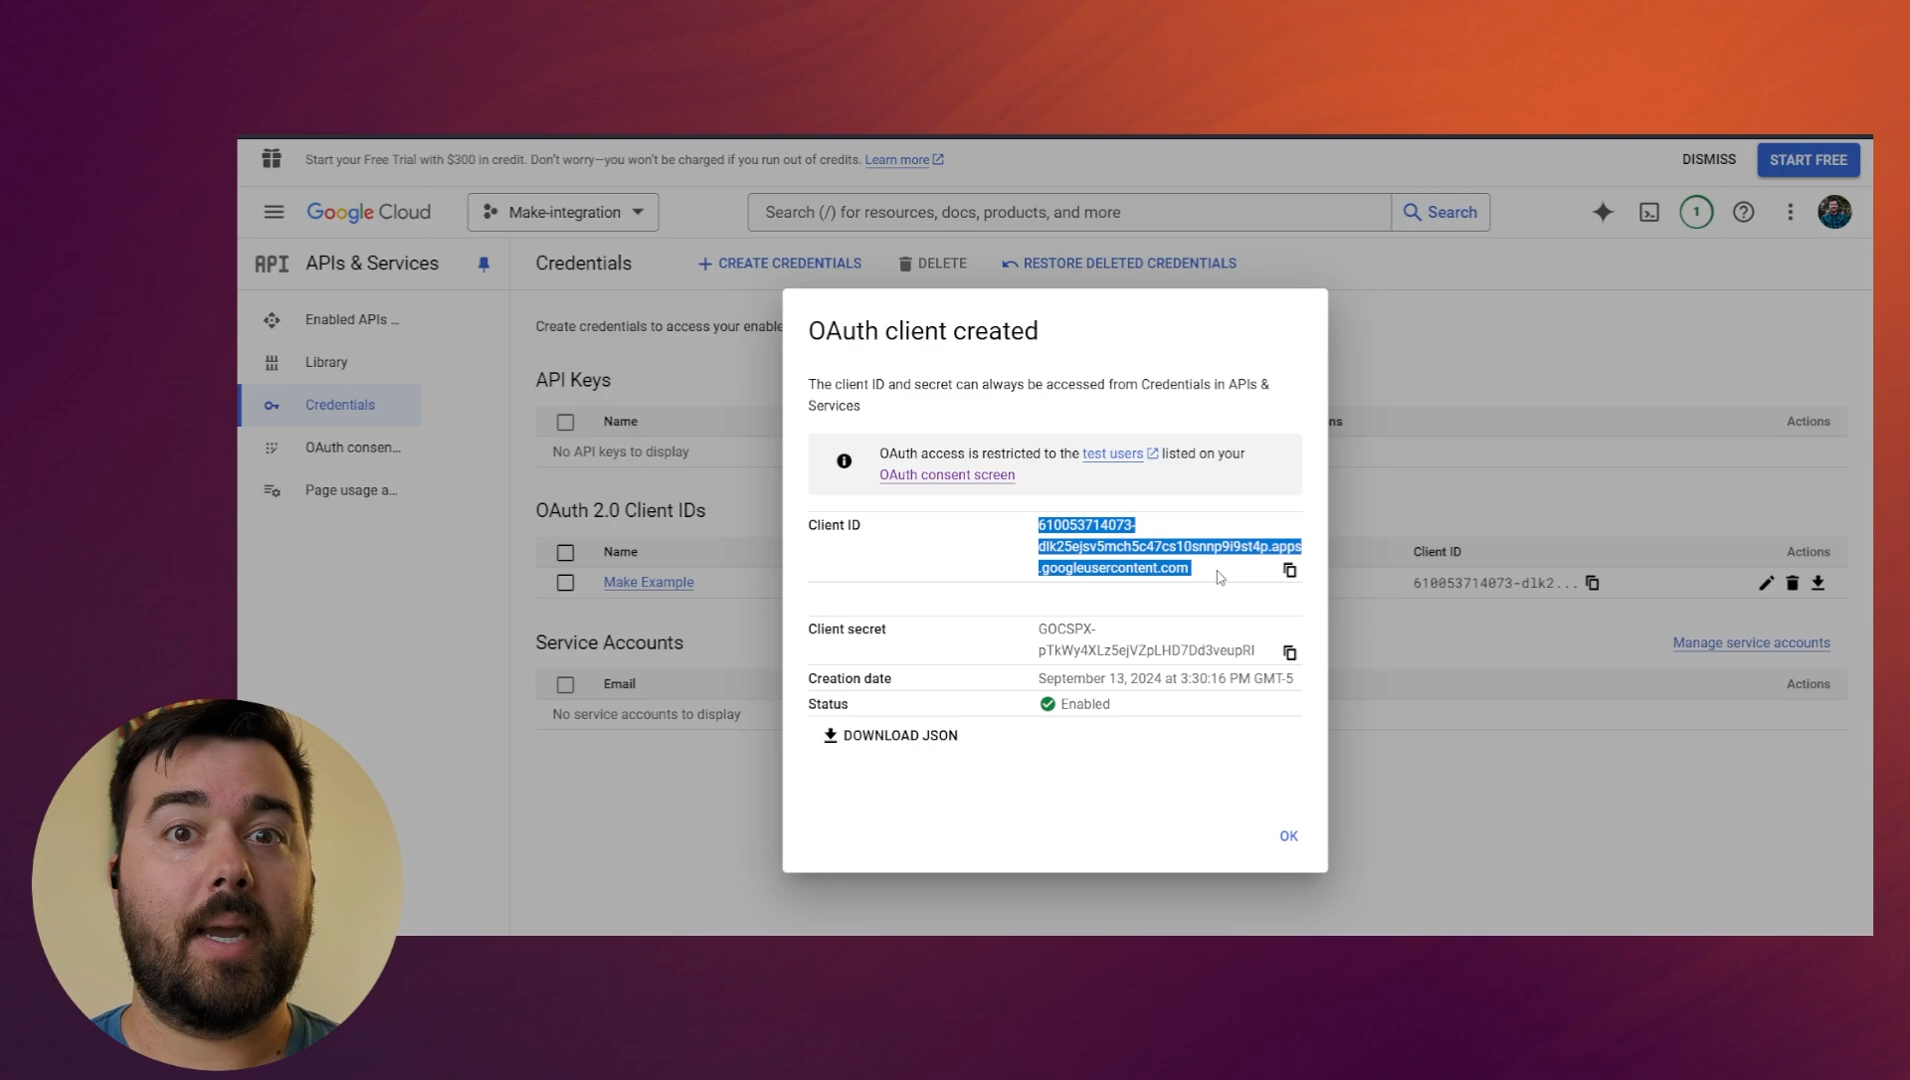 Start your Free Trial with $300 in credit. Don't worry—you won't be charged if you run out of credits. Learn more
DISMISS
START FREE
Google Cloud
Make-integration
Search (/) for resources, docs, products, and more
Search
1
API APIs & Services
Credentials
+ CREATE CREDENTIALS
DELETE
RESTORE DELETED CREDENTIALS
Enabled APIs ...
Library
Credentials
OAuth consen...
Page usage a...
Create credentials to access your enable
API Keys
Name
ns
Actions
No API keys to display
OAuth 2.0 Client IDs
Name
Client ID
Actions
Make Example
610053714073-dlk2...
Service Accounts
Manage service accounts
Email
Actions
No service accounts to display
OAuth client created
The client ID and secret can always be accessed from Credentials in APIs &
Services
OAuth access is restricted to the test users listed on your
OAuth consent screen
Client ID
610053714073-
dlk25ejsv5mch5c47cs10snnp9i9st4p.apps
.googleusercontent.com
Client secret
GOCSPX-
pTkWy4XLz5ejVZpLHD7Dd3veupRI
Creation date
September 13, 2024 at 3:30:16 PM GMT-5
Status
Enabled
DOWNLOAD JSON
OK